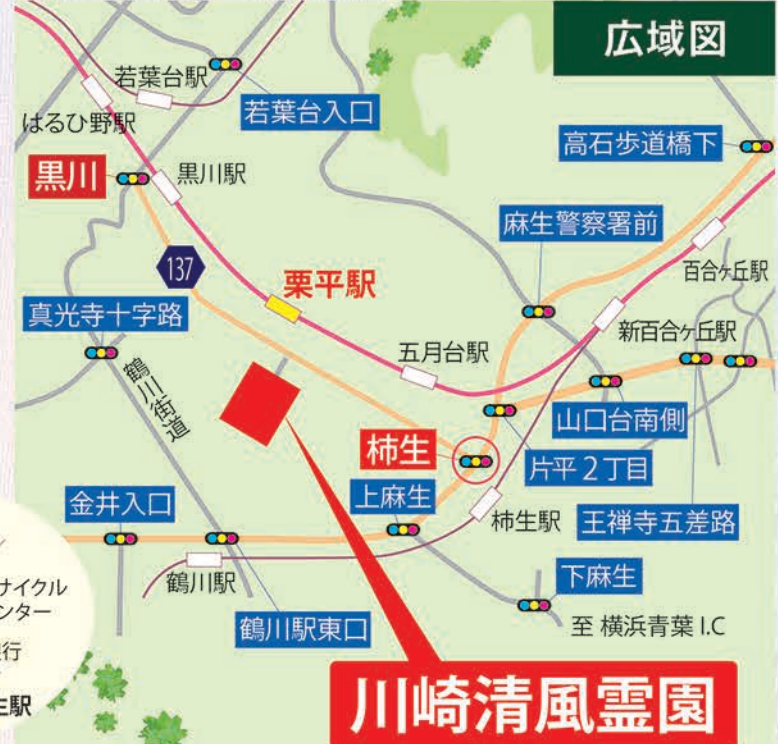 広域図
若葉台駅
若葉台入口
はるひ野駅
高石歩道橋下
黒川
黒川駅
麻生警察署前
137
栗平駅
百合ヶ丘駅
真光寺十字路
新百合ヶ丘駅
五月台駅
鶴川街道
山口台南側
柿生
片平2丁目
上麻生
金井入口
柿生駅
王禅寺五差路
鶴川駅
下麻生
サイクル
ンター
鶴川駅東口
至 横浜青葉 I.C
行
生駅
川崎清風霊園